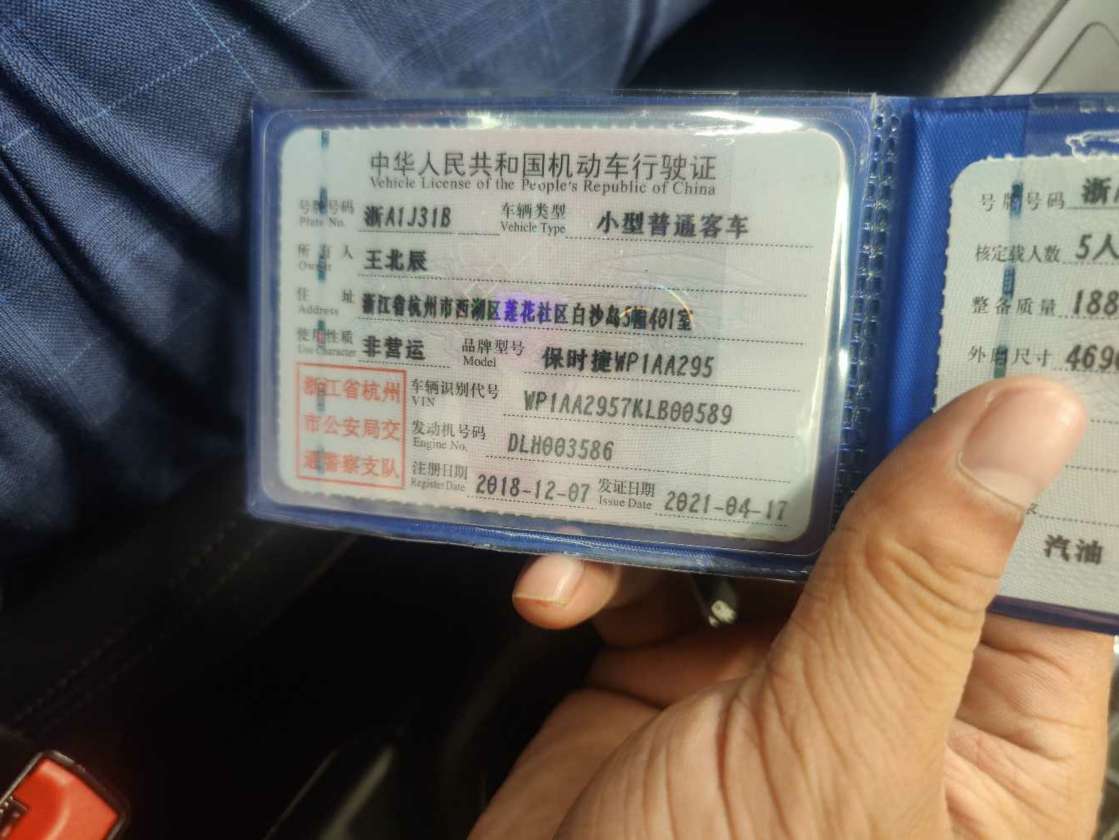 中华人民共和国机动车行驶证
Vehicle License of the People's Republic of China
号牌号码 浙A1J31B 车辆类型 小型普通客车
Plate No. Vehicle Type
所有人 王北辰
Owner
住址 浙江省杭州市西湖区莲花社区白沙岛5幢401室
Address
使用性质 非营运 品牌型号 保时捷WP1AA295
Use Character Model
浙江省杭州
市公安局交
通警察支队
车辆识别代号 WP1AA2957KLB00589
VIN
发动机号码 DLH003586
Engine No.
注册日期 2018-12-07 发证日期 2021-04-17
Register Date Issue Date
号牌号码 浙
核定载人数 5人
整备质量 188
外廓尺寸 469
汽油